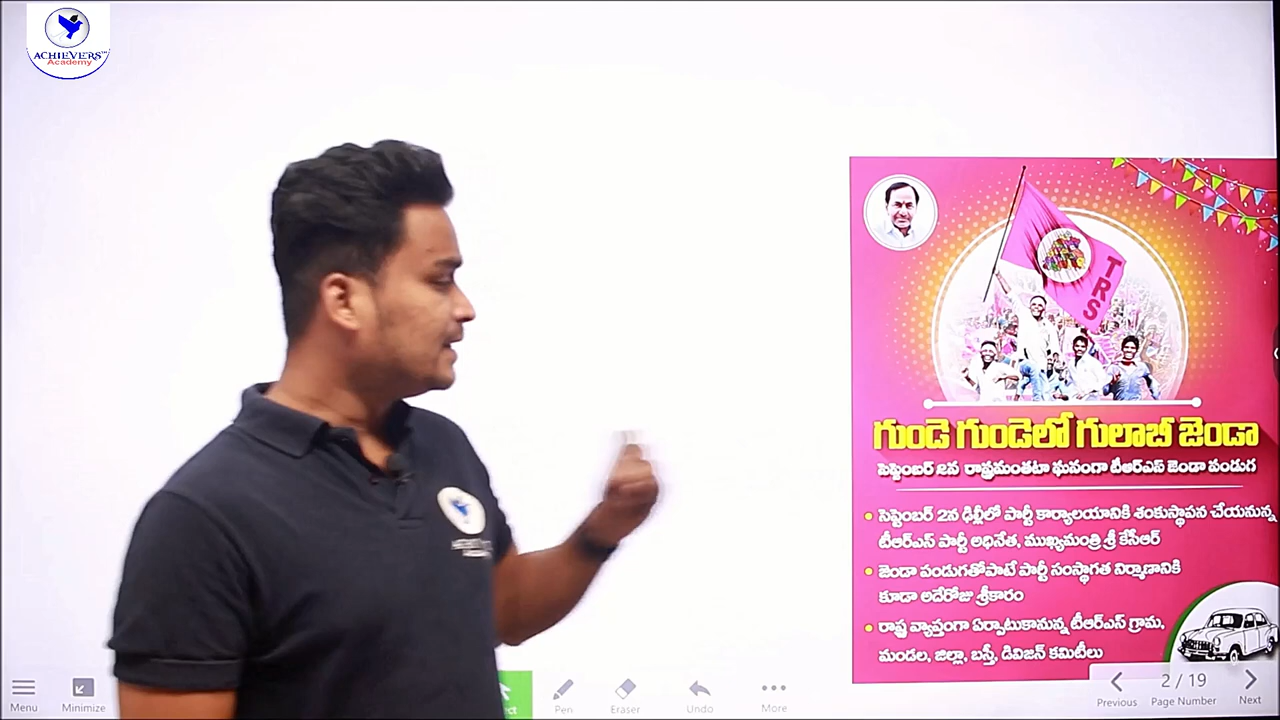 ACHIEVERS
Academy
TRS
గుండె గుండెలో గులాబీ జెండా
సెప్టెంబర్ 2న రాష్ట్రమంతటా ఘనంగా టీఆర్ఎస్ జెండా పండుగ
సెప్టెంబర్ 2న ఢిల్లీలో పార్టీ కార్యాలయానికి శంకుస్థాపన చేయనున్న
టీఆర్ఎస్ పార్టీ అధినేత, ముఖ్యమంత్రి శ్రీ కేసీఆర్
జెండా పండుగతోపాటే పార్టీ సంస్థాగత నిర్మాణానికి
కూడా అదేరోజు శ్రీకారం
రాష్ట్ర వ్యాప్తంగా ఏర్పాటుకానున్న టీఆర్ఎస్ గ్రామ,
మండల, జిల్లా, బస్తీ, డివిజన్ కమిటీలు
2 / 19
Menu Minimize Pen Eraser Undo More Previous Page Number Next